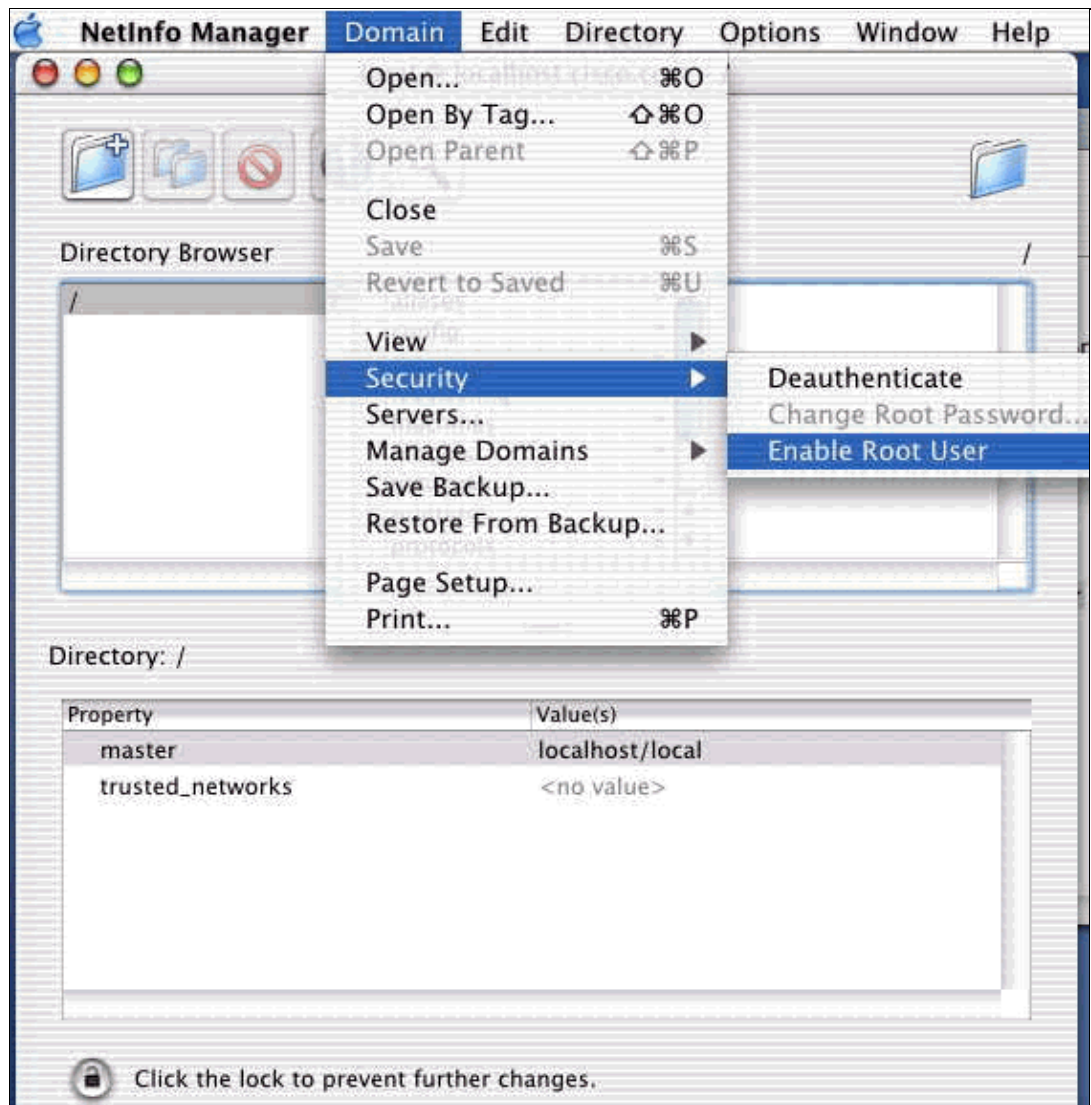 NetInfo Manager Domain Edit Directory Options Window Help
Open... ⌘O
Open By Tag... ⇧⌘O
Open Parent ⇧⌘P
Close
Save ⌘S
Revert to Saved ⌘U
View
Security
Servers...
Manage Domains
Save Backup...
Restore From Backup...
Page Setup...
Print... ⌘P
Deauthenticate
Change Root Password...
Enable Root User
Directory Browser /
/
protocols
Directory: /
Property Value(s)
master localhost/local
trusted_networks <no value>
Click the lock to prevent further changes.